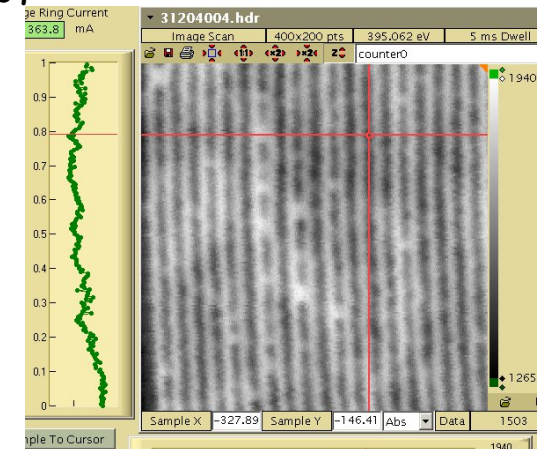 ge Ring Current
363.8 mA
31204004.hdr
Image Scan 400x200 pts 395.062 eV 5 ms Dwell
counter0
1940
1
0.9
0.8
0.7
0.6
0.5
0.4
0.3
0.2
0.1
0
1265
Sample X -327.89 Sample Y -146.41 Abs Data 1503
ple To Cursor
1940